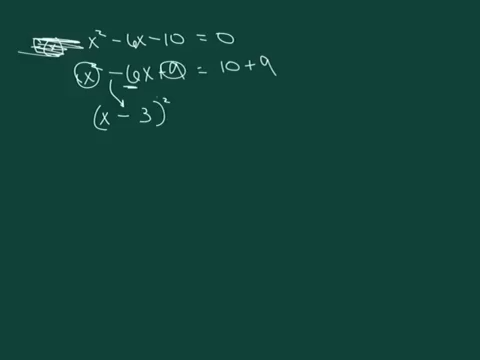 x² - 6x - 10 = 0
x² - 6x + 9 = 10 + 9
(x - 3)²